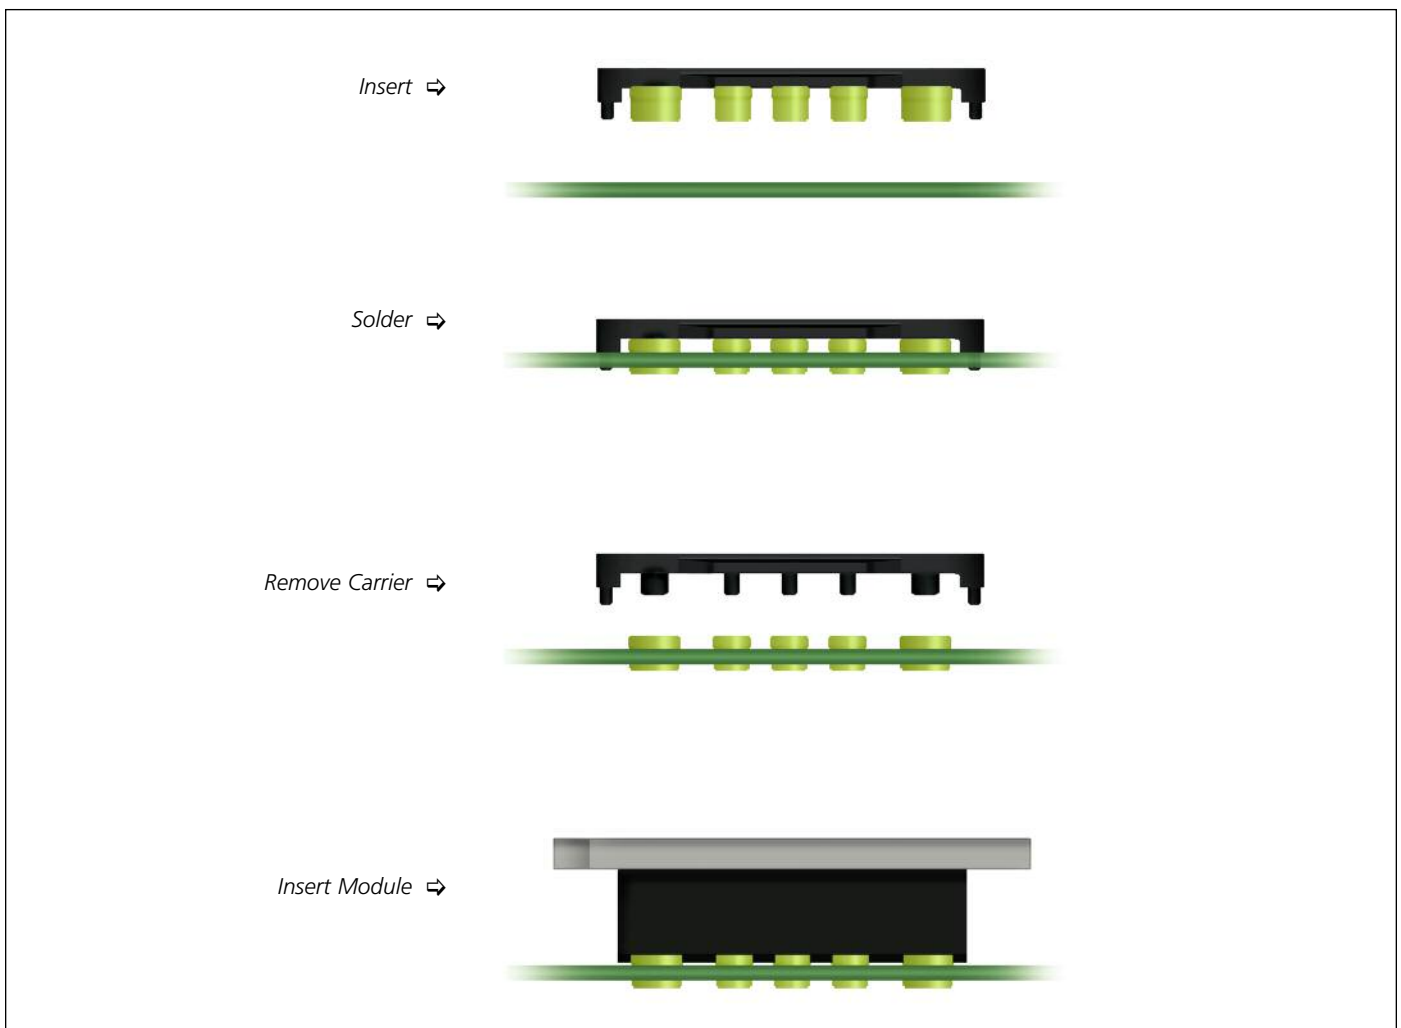 Insert ⇨
Solder ⇨
Remove Carrier ⇨
Insert Module ⇨